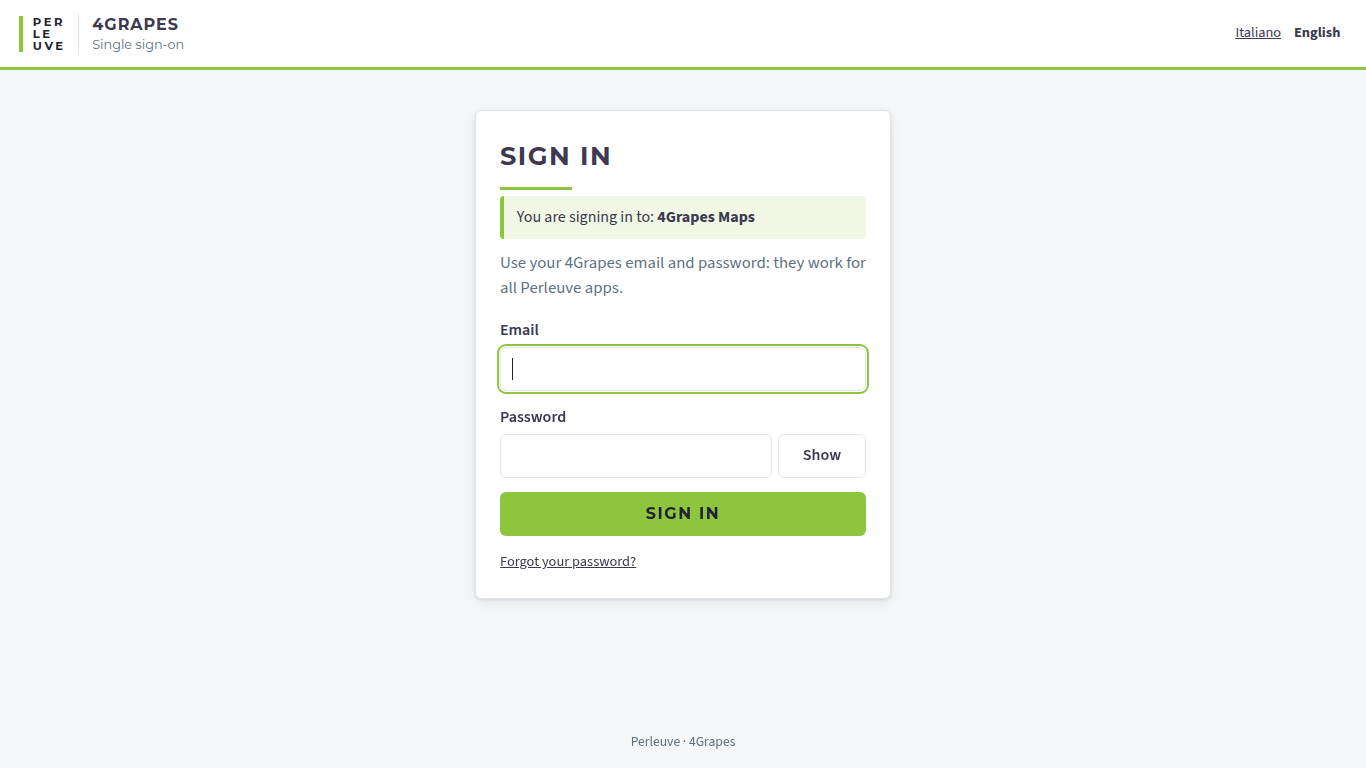 PER
LE
UVE
4GRAPES
Single sign-on
Italiano English
SIGN IN
You are signing in to: 4Grapes Maps
Use your 4Grapes email and password: they work for
all Perleuve apps.
Email
Password
Show
SIGN IN
Forgot your password?
Perleuve · 4Grapes